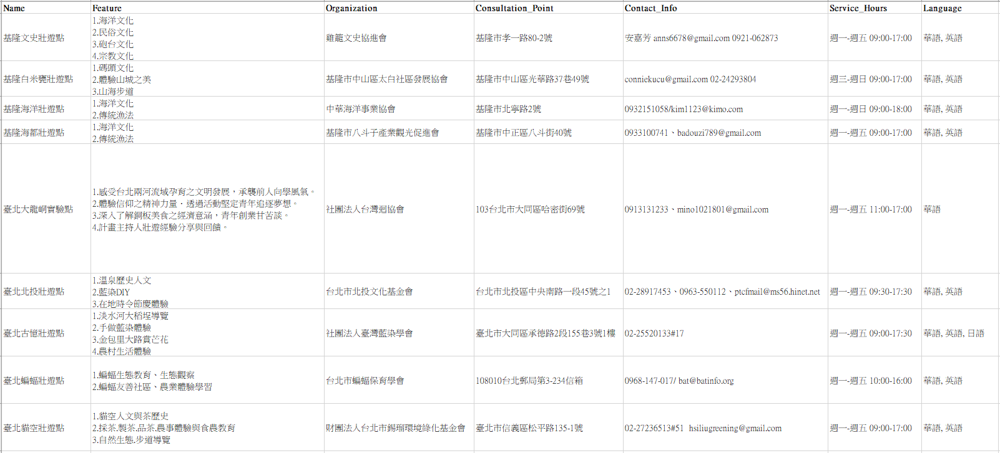 Name Feature Organization Consultation_Point Contact_Info Service_Hours Language
基隆文史壯遊點
1.海洋文化
2.民俗文化
3.砲台文化
4.宗教文化
雞籠文史協進會
基隆市孝一路80-2號
安嘉芳 anns6678@gmail.com 0921-062873
週一-週五 09:00-17:00
華語, 英語
基隆白米甕壯遊點
1.碼頭文化
2.體驗山城之美
3.山海步道
基隆市中山區太白社區發展協會
基隆市中山區光華路37巷49號
conniekucu@gmail.com 02-24293804
週三-週日 09:00-17:00
華語, 英語
基隆海洋壯遊點
1.海洋文化
2.傳統漁法
中華海洋事業協會
基隆市北寧路2號
0932151058/kim1123@kimo.com
週一-週日 09:00-18:00
華語, 英語
基隆海都壯遊點
1.海洋文化
2.傳統漁法
基隆市八斗子產業觀光促進會
基隆市中正區八斗街40號
0933100741、badouzi789@gmail.com
週一-週五 09:00-17:00
華語, 英語
臺北大龍峒實驗點
1.感受台北兩河流域孕育之文明發展，承襲前人向學風氣。
2.體驗信仰之精神力量．透過活動堅定青年追逐夢想。
3.深入了解銅板美食之經濟意涵，青年創業甘苦談。
4.計畫主持人壯遊經驗分享與回饋。
社團法人台灣迴協會
103台北市大同區哈密街69號
0913131233、mino1021801@gmail.com
週一-週五 11:00-17:00
華語
臺北北投壯遊點
1.溫泉歷史人文
2.藍染DIY
3.在地時令節慶體驗
台北市北投文化基金會
台北市北投區中央南路一段45號之1
02-28917453、0963-550112、ptcfmail@ms56.hinet.net
週一-週五 09:30-17:30
華語, 英語
臺北古憶壯遊點
1.淡水河大稻埕導覽
2.手做藍染體驗
3.金包里大路賞芒花
4.農村生活體驗
社團法人臺灣藍染學會
臺北市大同區承德路2段155巷3號1樓
02-25520133#17
週一-週五 09:00-17:30
華語, 英語, 日語
臺北蝙蝠壯遊點
1.蝙蝠生態教育、生態觀察
2.蝙蝠友善社區、農業體驗學習
台北市蝙蝠保育學會
108010台北郵局第3-234信箱
0968-147-017/ bat@batinfo.org
週一-週五 10:00-16:00
華語, 英語
臺北貓空壯遊點
1.貓空人文與茶歷史
2.採茶.製茶.品茶.農事體驗與食農教育
3.自然生態.步道導覽
財團法人台北市錫瑠環境綠化基金會
臺北市信義區松平路135-1號
02-27236513#51 hsiliugreening@gmail.com
週一-週五 09:00-17:00
華語, 英語